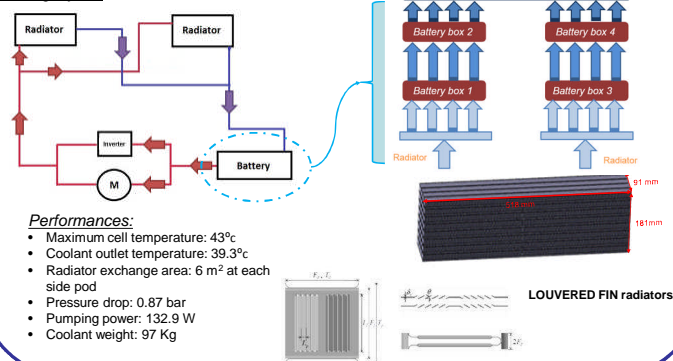 Radiator
Radiator
Inverter
M
Battery
Battery box 2
Battery box 4
Battery box 1
Battery box 3
Radiator
Radiator
91 mm
181mm
Performances:
• Maximum cell temperature: 43ºc
• Coolant outlet temperature: 39.3ºc
• Radiator exchange area: 6 m² at each
side pod
• Pressure drop: 0.87 bar
• Pumping power: 132.9 W
• Coolant weight: 97 Kg
LOUVERED FIN radiators